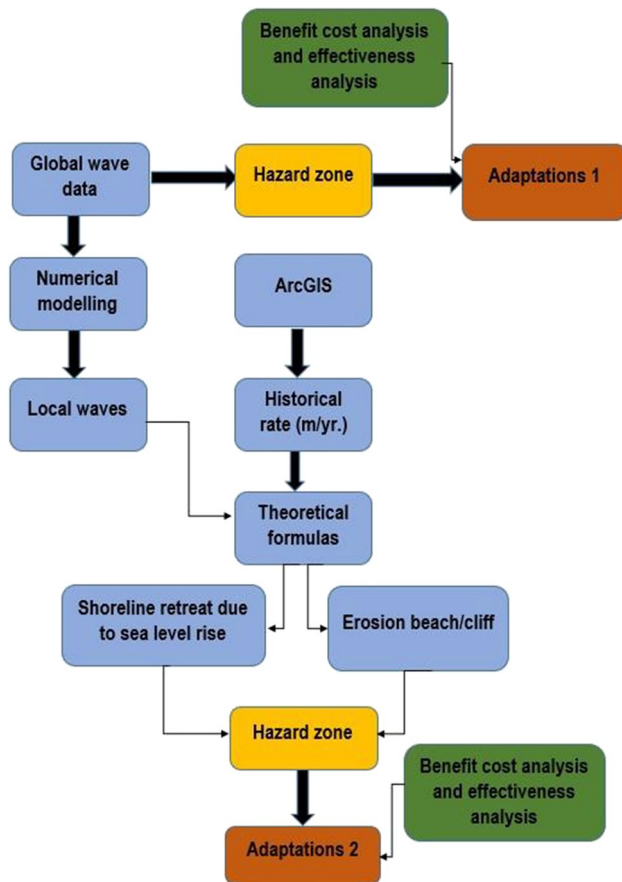 Benefit cost analysis
and effectiveness
analysis
Global wave
data
Hazard zone
Adaptations 1
Numerical
modelling
ArcGIS
Local waves
Historical
rate (m/yr.)
Theoretical
formulas
Shoreline retreat due
to sea level rise
Erosion beach/cliff
Hazard zone
Benefit cost analysis
and effectiveness
analysis
Adaptations 2